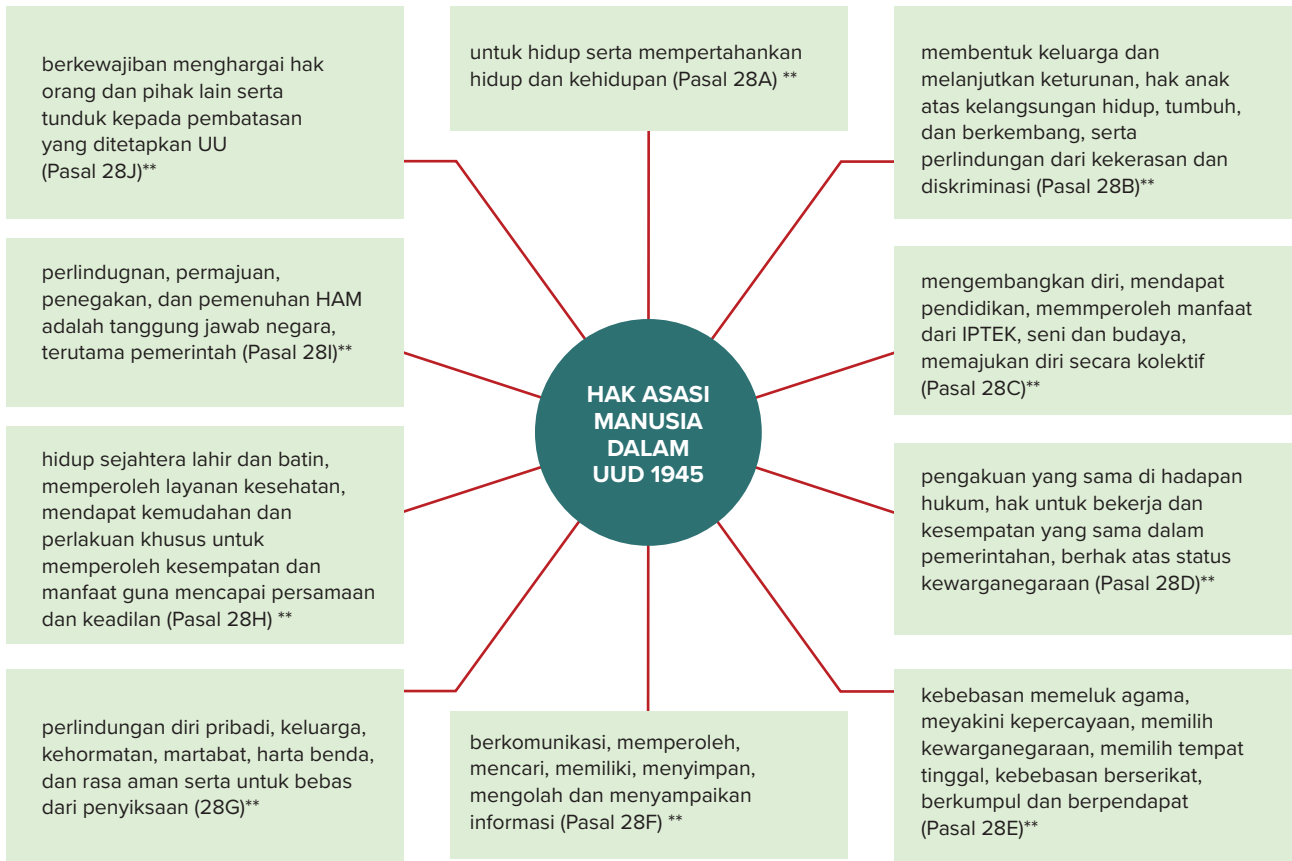 berkewajiban menghargai hak
orang dan pihak lain serta
tunduk kepada pembatasan
yang ditetapkan UU
(Pasal 28J)**
untuk hidup serta mempertahankan
hidup dan kehidupan (Pasal 28A) **
membentuk keluarga dan
melanjutkan keturunan, hak anak
atas kelangsungan hidup, tumbuh,
dan berkembang, serta
perlindungan dari kekerasan dan
diskriminasi (Pasal 28B)**
perlindugnan, permajuan,
penegakan, dan pemenuhan HAM
adalah tanggung jawab negara,
terutama pemerintah (Pasal 28I)**
mengembangkan diri, mendapat
pendidikan, memmperoleh manfaat
dari IPTEK, seni dan budaya,
memajukan diri secara kolektif
(Pasal 28C)**
HAK ASASI
MANUSIA
DALAM
UUD 1945
hidup sejahtera lahir dan batin,
memperoleh layanan kesehatan,
mendapat kemudahan dan
perlakuan khusus untuk
memperoleh kesempatan dan
manfaat guna mencapai persamaan
dan keadilan (Pasal 28H) **
pengakuan yang sama di hadapan
hukum, hak untuk bekerja dan
kesempatan yang sama dalam
pemerintahan, berhak atas status
kewarganegaraan (Pasal 28D)**
perlindungan diri pribadi, keluarga,
kehormatan, martabat, harta benda,
dan rasa aman serta untuk bebas
dari penyiksaan (28G)**
berkomunikasi, memperoleh,
mencari, memiliki, menyimpan,
mengolah dan menyampaikan
informasi (Pasal 28F) **
kebebasan memeluk agama,
meyakini kepercayaan, memilih
kewarganegaraan, memilih tempat
tinggal, kebebasan berserikat,
berkumpul dan berpendapat
(Pasal 28E)**